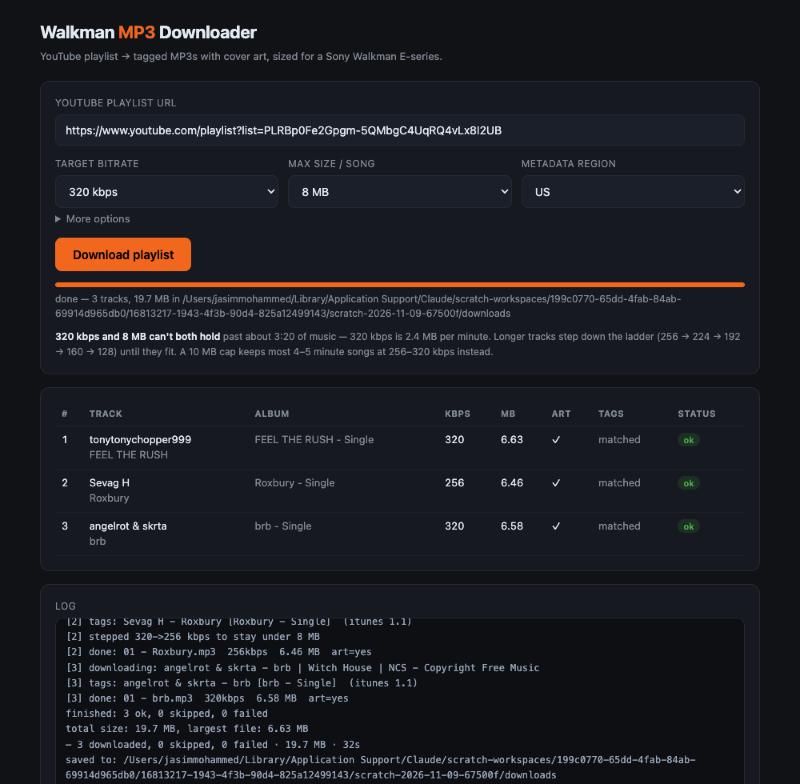 Walkman MP3 Downloader
YouTube playlist → tagged MP3s with cover art, sized for a Sony Walkman E-series.
YOUTUBE PLAYLIST URL
https://www.youtube.com/playlist?list=PLRBp0Fe2Gpgm-5QMbgC4UqRQ4vLx8I2UB
TARGET BITRATE MAX SIZE / SONG METADATA REGION
320 kbps 8 MB US
▶ More options
Download playlist
done — 3 tracks, 19.7 MB in /Users/jasimmohammed/Library/Application Support/Claude/scratch-workspaces/199c0770-65dd-4fab-84ab-
69914d965db0/16813217-1943-4f3b-90d4-825a12499143/scratch-2026-11-09-67500f/downloads
320 kbps and 8 MB can't both hold past about 3:20 of music — 320 kbps is 2.4 MB per minute. Longer tracks step down the ladder (256 → 224 → 192
→ 160 → 128) until they fit. A 10 MB cap keeps most 4–5 minute songs at 256–320 kbps instead.
# TRACK ALBUM KBPS MB ART TAGS STATUS
1 tonytonychopper999 FEEL THE RUSH - Single 320 6.63 ✓ matched ok
FEEL THE RUSH
2 Sevag H Roxbury - Single 256 6.46 ✓ matched ok
Roxbury
3 angelrot & skrta brb - Single 320 6.58 ✓ matched ok
brb
LOG
[2] tags: Sevag H — Roxbury [Roxbury - Single] (itunes 1.1)
[2] stepped 320->256 kbps to stay under 8 MB
[2] done: 01 - Roxbury.mp3 256kbps 6.46 MB art=yes
[3] downloading: angelrot & skrta - brb | Witch House | NCS - Copyright Free Music
[3] tags: angelrot & skrta — brb [brb - Single] (itunes 1.1)
[3] done: 01 - brb.mp3 320kbps 6.58 MB art=yes
finished: 3 ok, 0 skipped, 0 failed
total size: 19.7 MB, largest file: 6.63 MB
— 3 downloaded, 0 skipped, 0 failed · 19.7 MB · 32s
saved to: /Users/jasimmohammed/Library/Application Support/Claude/scratch-workspaces/199c0770-65dd-4fab-84ab-
69914d965db0/16813217-1943-4f3b-90d4-825a12499143/scratch-2026-11-09-67500f/downloads